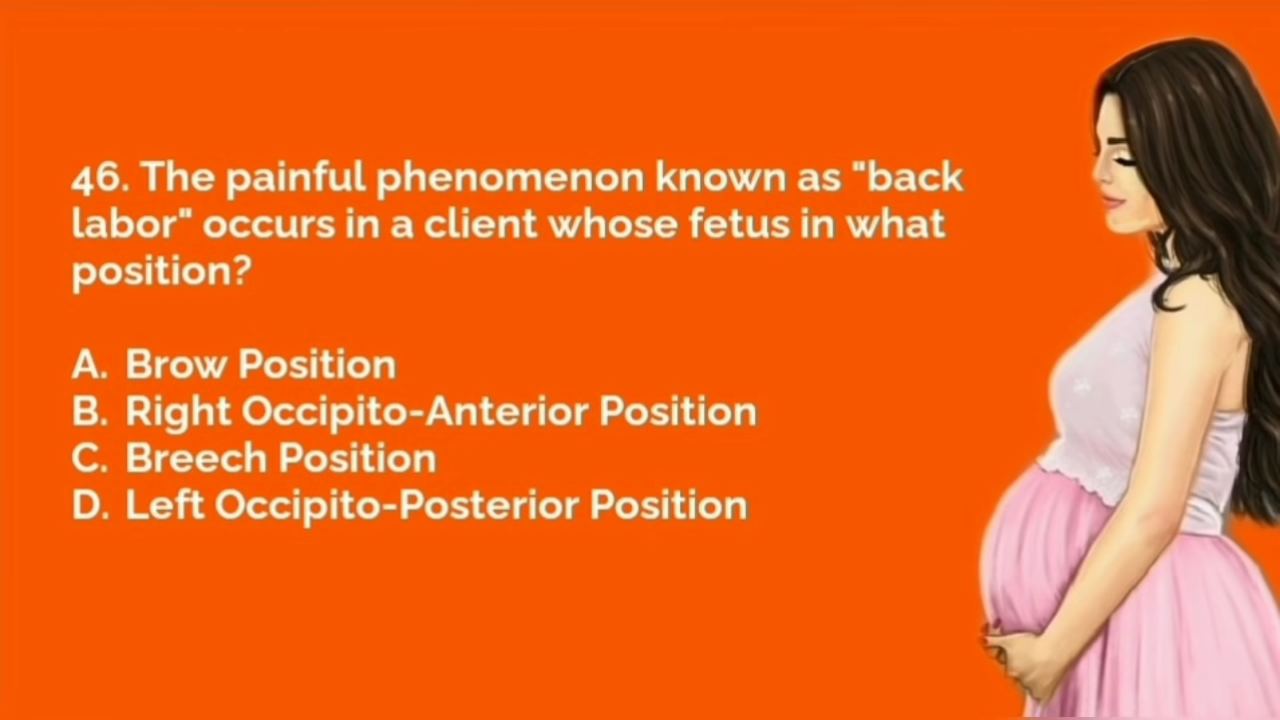 46. The painful phenomenon known as "back
labor" occurs in a client whose fetus in what
position?
A. Brow Position
B. Right Occipito-Anterior Position
C. Breech Position
D. Left Occipito-Posterior Position